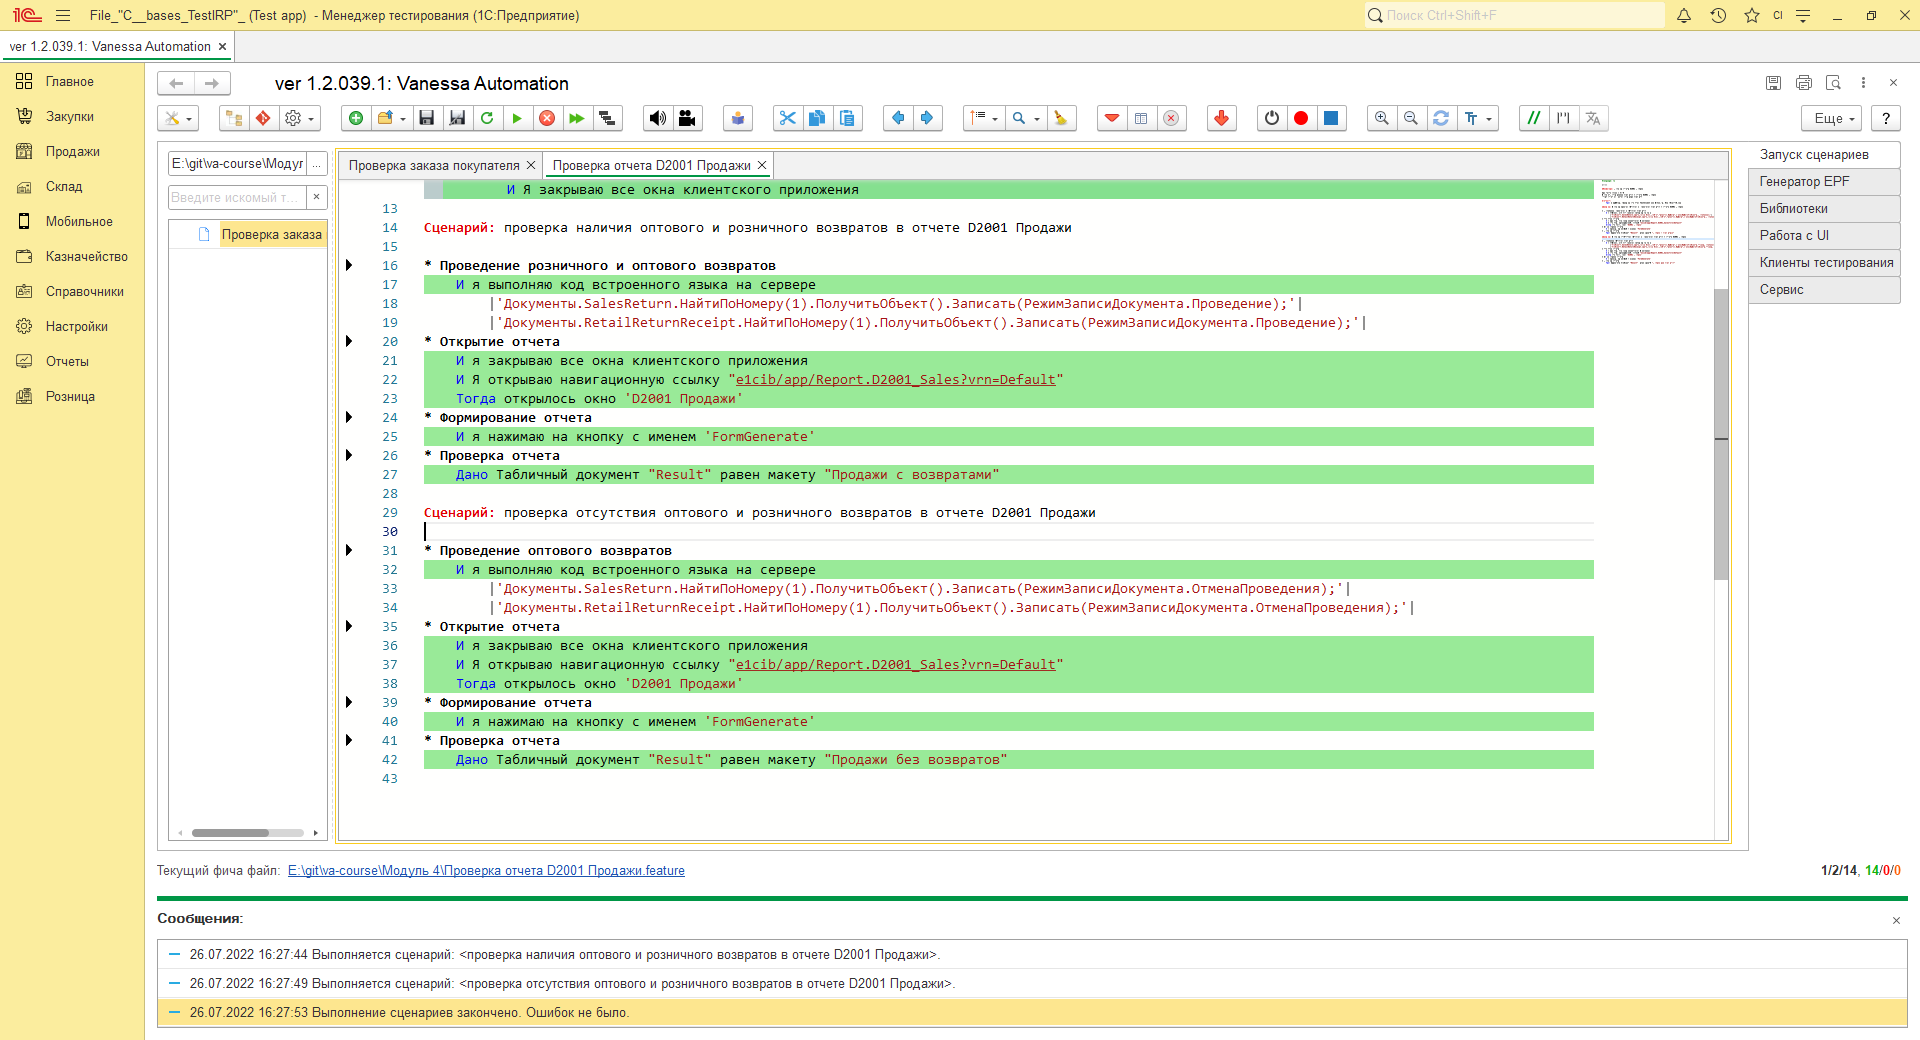 File_"C__bases_TestIRP"_ (Test app) - Менеджер тестирования (1С:Предприятие)
Поиск Ctrl+Shift+F
CI
ver 1.2.039.1: Vanessa Automation ×
Главное
Закупки
Продажи
Склад
Мобильное
Казначейство
Справочники
Настройки
Отчеты
Розница
ver 1.2.039.1: Vanessa Automation
Еще
?
E:\git\va-course\Модул
...
Введите искомый т...
Проверка заказа
Проверка заказа покупателя
Проверка отчета D2001 Продажи
И Я закрываю все окна клиентского приложения
13
14 Сценарий: проверка наличия оптового и розничного возвратов в отчете D2001 Продажи
15
16 * Проведение розничного и оптового возвратов
17 И я выполняю код встроенного языка на сервере
18 |'Документы.SalesReturn.НайтиПоНомеру(1).ПолучитьОбъект().Записать(РежимЗаписиДокумента.Проведение);'|
19 |'Документы.RetailReturnReceipt.НайтиПоНомеру(1).ПолучитьОбъект().Записать(РежимЗаписиДокумента.Проведение);'|
20 * Открытие отчета
21 И я закрываю все окна клиентского приложения
22 И Я открываю навигационную ссылку "e1cib/app/Report.D2001_Sales?vrn=Default"
23 Тогда открылось окно 'D2001 Продажи'
24 * Формирование отчета
25 И я нажимаю на кнопку с именем 'FormGenerate'
26 * Проверка отчета
27 Дано Табличный документ "Result" равен макету "Продажи с возвратами"
28
29 Сценарий: проверка отсутствия оптового и розничного возвратов в отчете D2001 Продажи
30
31 * Проведение оптового возвратов
32 И я выполняю код встроенного языка на сервере
33 |'Документы.SalesReturn.НайтиПоНомеру(1).ПолучитьОбъект().Записать(РежимЗаписиДокумента.ОтменаПроведения);'|
34 |'Документы.RetailReturnReceipt.НайтиПоНомеру(1).ПолучитьОбъект().Записать(РежимЗаписиДокумента.ОтменаПроведения);'|
35 * Открытие отчета
36 И я закрываю все окна клиентского приложения
37 И Я открываю навигационную ссылку "e1cib/app/Report.D2001_Sales?vrn=Default"
38 Тогда открылось окно 'D2001 Продажи'
39 * Формирование отчета
40 И я нажимаю на кнопку с именем 'FormGenerate'
41 * Проверка отчета
42 Дано Табличный документ "Result" равен макету "Продажи без возвратов"
43
Запуск сценариев
Генератор EPF
Библиотеки
Работа с UI
Клиенты тестирования
Сервис
Текущий фича файл: E:\git\va-course\Модуль 4\Проверка отчета D2001 Продажи.feature
1/2/14, 14/0/0
Сообщения:
26.07.2022 16:27:44 Выполняется сценарий: <проверка наличия оптового и розничного возвратов в отчете D2001 Продажи>.
26.07.2022 16:27:49 Выполняется сценарий: <проверка отсутствия оптового и розничного возвратов в отчете D2001 Продажи>.
26.07.2022 16:27:53 Выполнение сценариев закончено. Ошибок не было.